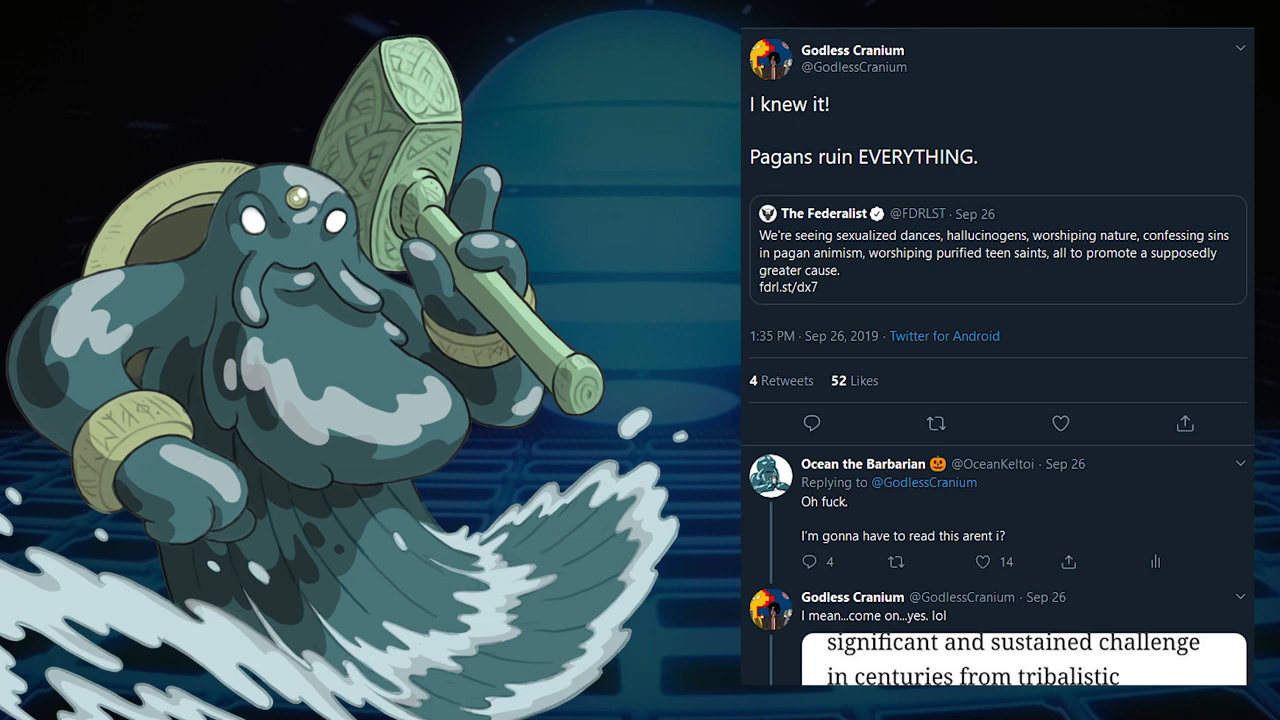 Godless Cranium
@GodlessCranium
I knew it!
Pagans ruin EVERYTHING.
The Federalist @FDRLST · Sep 26
We're seeing sexualized dances, hallucinogens, worshiping nature, confessing sins
in pagan animism, worshiping purified teen saints, all to promote a supposedly
greater cause.
fdrl.st/dx7
1:35 PM · Sep 26, 2019 · Twitter for Android
4 Retweets 52 Likes
Ocean the Barbarian 🎃 @OceanKeltoi · Sep 26
Replying to @GodlessCranium
Oh fuck.
I'm gonna have to read this arent i?
4 14
Godless Cranium @GodlessCranium · Sep 26
I mean...come on...yes. lol
significant and sustained challenge
in centuries from tribalistic